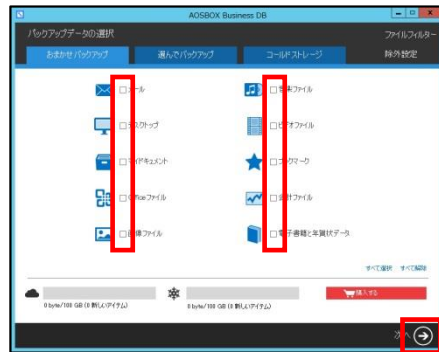 AOSBOX Business DB
バックアップデータの選択
ファイルフィルター
おまかせバックアップ
選んでバックアップ
コールドストレージ
除外設定
メール
音楽ファイル
デスクトップ
ビデオファイル
マイドキュメント
ブックマーク
Officeファイル
会計ファイル
画像ファイル
電子書籍と年賀状データ
すべて選択 すべて解除
購入する
0 byte/100 GB (0 新しいアイテム)
0 byte/100 GB (0 新しいアイテム)
次へ